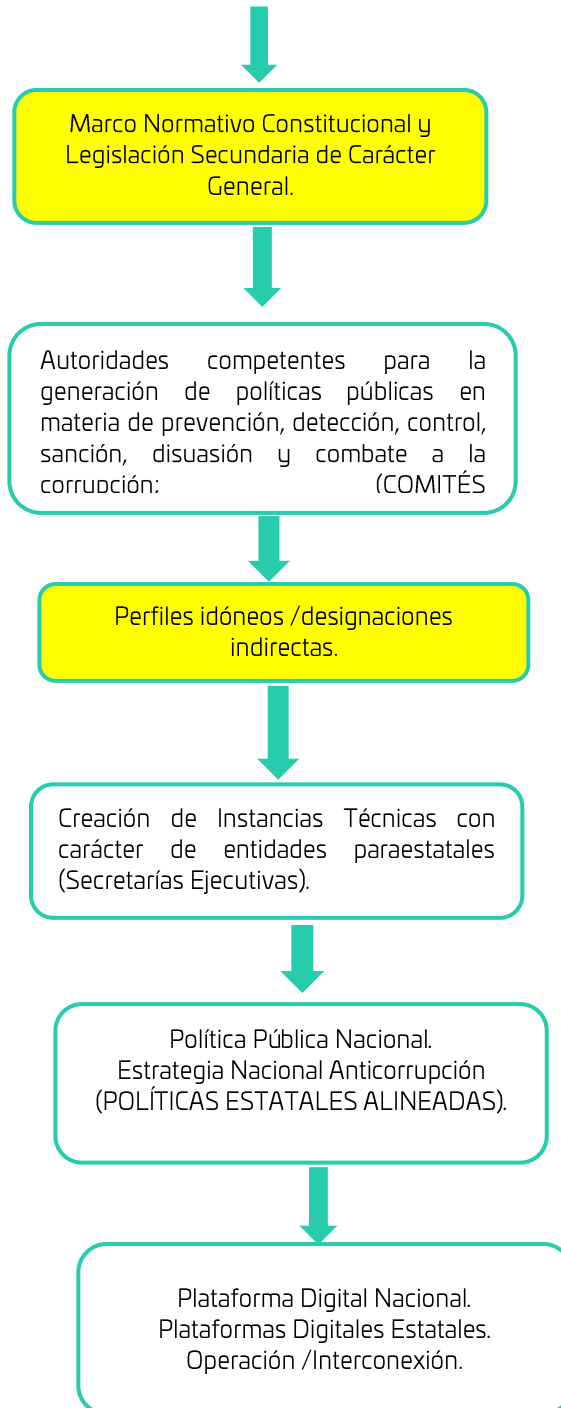 Marco Normativo Constitucional y
Legislación Secundaria de Carácter
General.
Autoridades competentes para la
generación de políticas públicas en
materia de prevención, detección, control,
sanción, disuasión y combate a la
corrupción; (COMITÉS
Perfiles idóneos /designaciones
indirectas.
Creación de Instancias Técnicas con
carácter de entidades paraestatales
(Secretarías Ejecutivas).
Política Pública Nacional.
Estrategia Nacional Anticorrupción
(POLÍTICAS ESTATALES ALINEADAS).
Plataforma Digital Nacional.
Plataformas Digitales Estatales.
Operación /Interconexión.